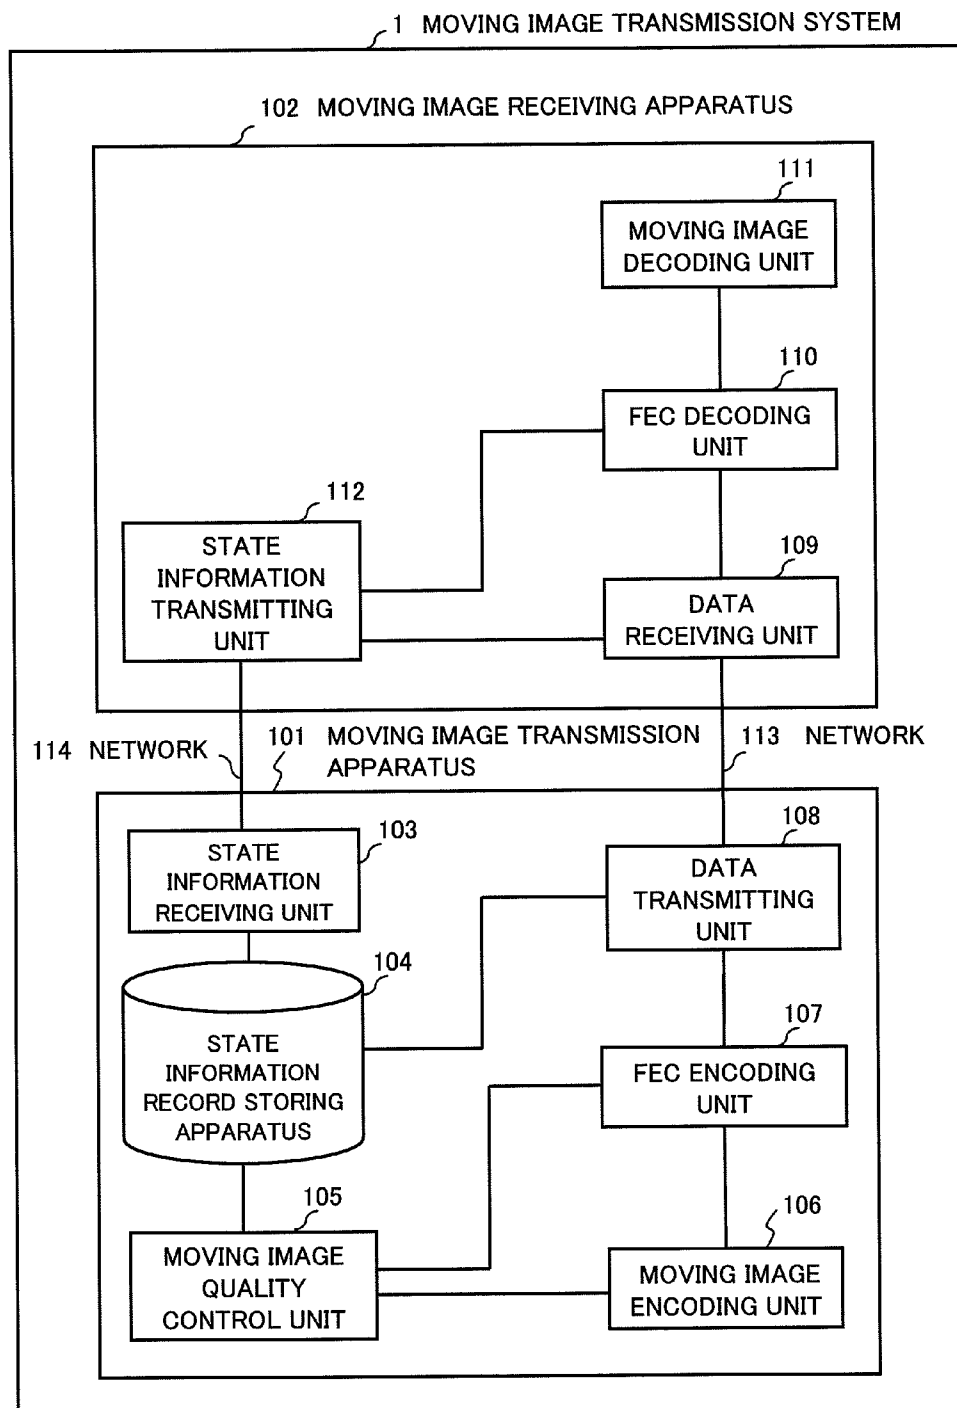 1 MOVING IMAGE TRANSMISSION SYSTEM
102 MOVING IMAGE RECEIVING APPARATUS
111
MOVING IMAGE
DECODING UNIT
110
FEC DECODING
UNIT
112
STATE
INFORMATION
TRANSMITTING
UNIT
109
DATA
RECEIVING UNIT
114 NETWORK
101 MOVING IMAGE TRANSMISSION
APPARATUS
113 NETWORK
103
STATE
INFORMATION
RECEIVING UNIT
108
DATA
TRANSMITTING
UNIT
104
STATE
INFORMATION
RECORD STORING
APPARATUS
107
FEC ENCODING
UNIT
105
MOVING IMAGE
QUALITY
CONTROL UNIT
106
MOVING IMAGE
ENCODING UNIT